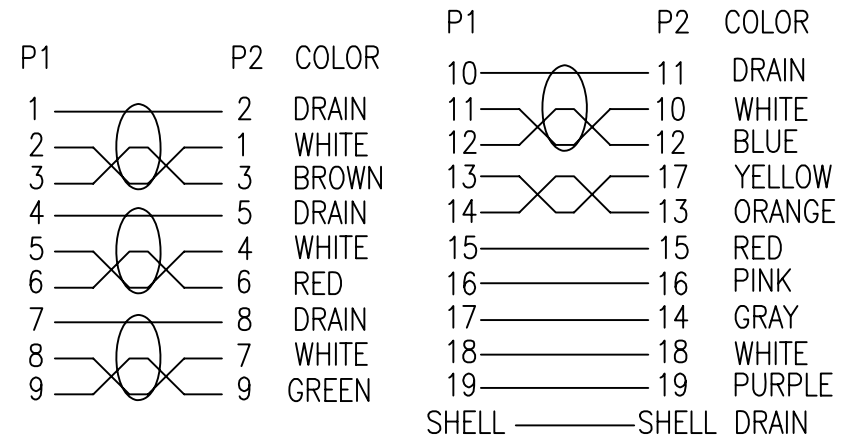 P1 P2 COLOR
1 2 DRAIN
2 1 WHITE
3 3 BROWN
4 5 DRAIN
5 4 WHITE
6 6 RED
7 8 DRAIN
8 7 WHITE
9 9 GREEN
P1 P2 COLOR
10 11 DRAIN
11 10 WHITE
12 12 BLUE
13 17 YELLOW
14 13 ORANGE
15 15 RED
16 16 PINK
17 14 GRAY
18 18 WHITE
19 19 PURPLE
SHELL SHELL DRAIN